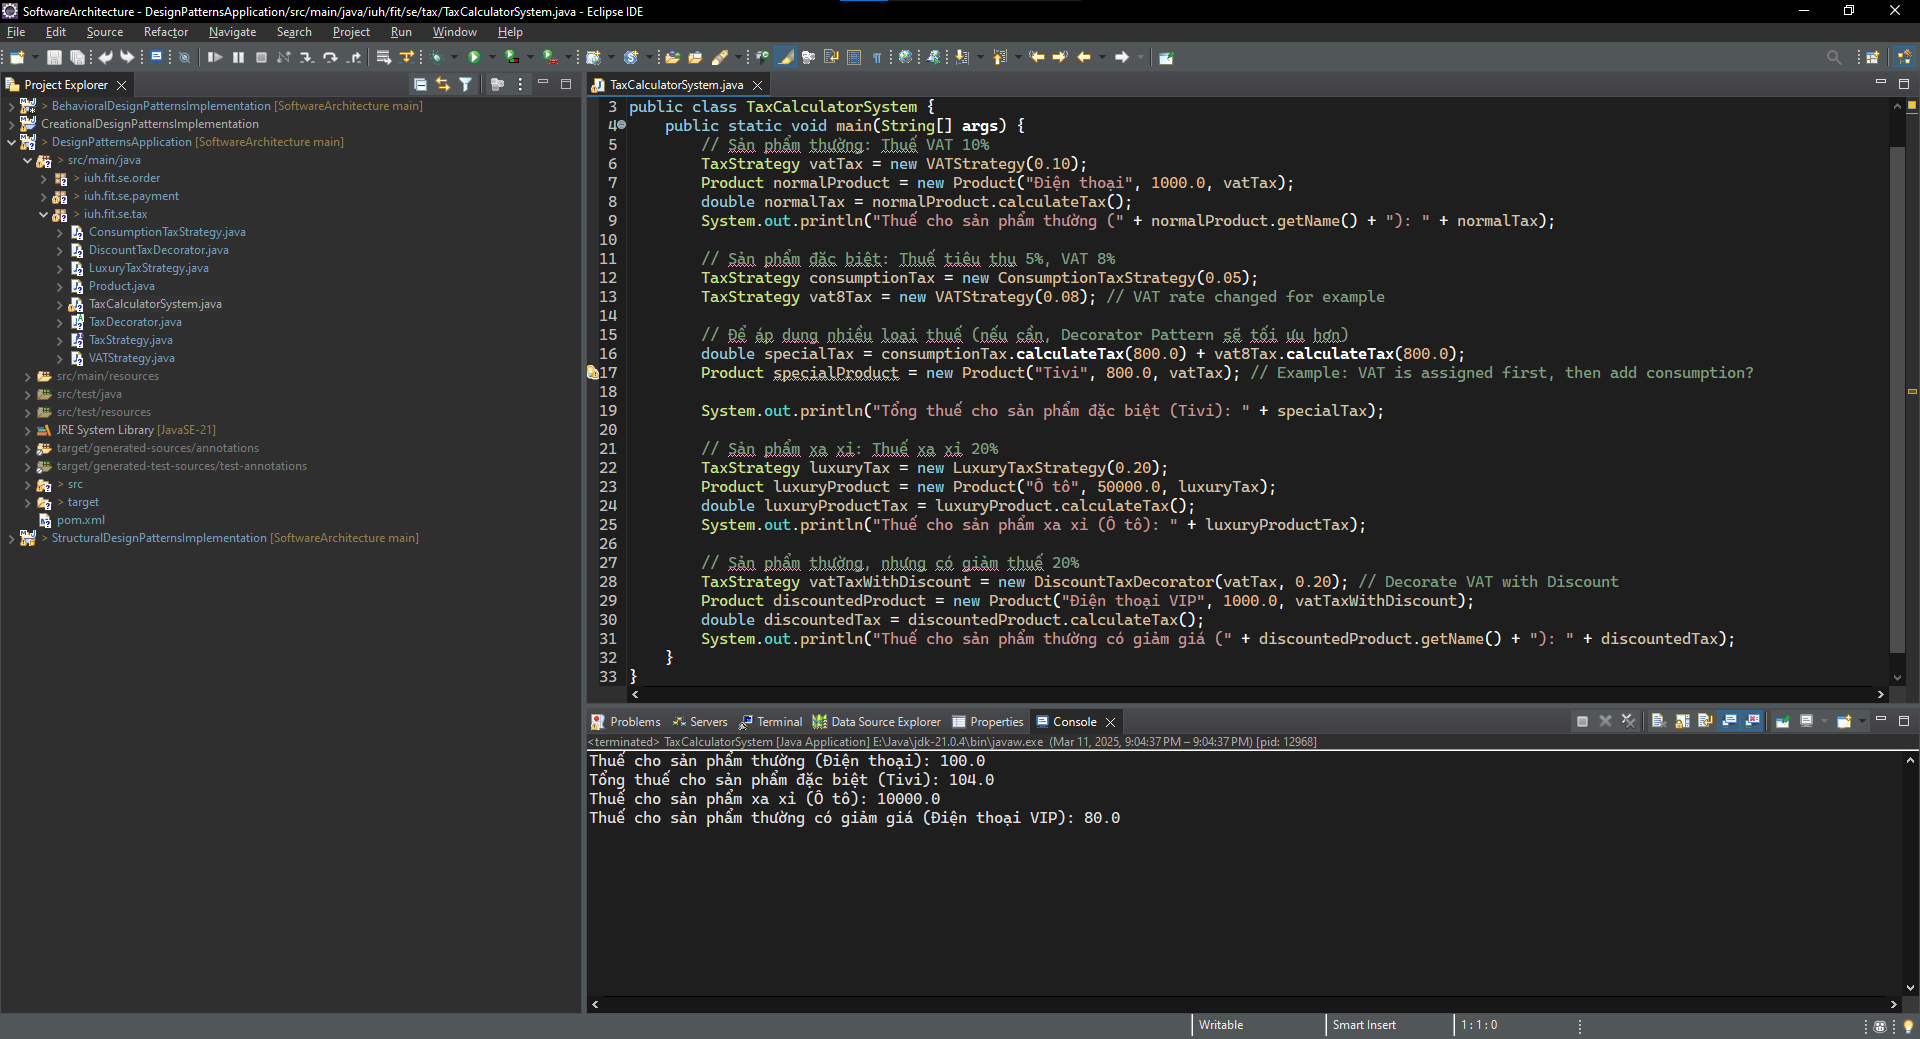 SoftwareArchitecture - DesignPatternsApplication/src/main/java/iuh/fit/se/tax/TaxCalculatorSystem.java - Eclipse IDE
File Edit Source Refactor Navigate Search Project Run Window Help
Project Explorer
> BehavioralDesignPatternsImplementation [SoftwareArchitecture main]
CreationalDesignPatternsImplementation
> DesignPatternsApplication [SoftwareArchitecture main]
> src/main/java
> iuh.fit.se.order
> iuh.fit.se.payment
> iuh.fit.se.tax
ConsumptionTaxStrategy.java
DiscountTaxDecorator.java
LuxuryTaxStrategy.java
Product.java
TaxCalculatorSystem.java
TaxDecorator.java
TaxStrategy.java
VATStrategy.java
src/main/resources
src/test/java
src/test/resources
JRE System Library [JavaSE-21]
target/generated-sources/annotations
target/generated-test-sources/test-annotations
> src
> target
pom.xml
> StructuralDesignPatternsImplementation [SoftwareArchitecture main]
TaxCalculatorSystem.java
3 public class TaxCalculatorSystem {
4 public static void main(String[] args) {
5 // Sản phẩm thường: Thuế VAT 10%
6 TaxStrategy vatTax = new VATStrategy(0.10);
7 Product normalProduct = new Product("Điện thoại", 1000.0, vatTax);
8 double normalTax = normalProduct.calculateTax();
9 System.out.println("Thuế cho sản phẩm thường (" + normalProduct.getName() + "): " + normalTax);
10
11 // Sản phẩm đặc biệt: Thuế tiêu thụ 5%, VAT 8%
12 TaxStrategy consumptionTax = new ConsumptionTaxStrategy(0.05);
13 TaxStrategy vat8Tax = new VATStrategy(0.08); // VAT rate changed for example
14
15 // Để áp dụng nhiều loại thuế (nếu cần, Decorator Pattern sẽ tối ưu hơn)
16 double specialTax = consumptionTax.calculateTax(800.0) + vat8Tax.calculateTax(800.0);
17 Product specialProduct = new Product("Tivi", 800.0, vatTax); // Example: VAT is assigned first, then add consumption?
18
19 System.out.println("Tổng thuế cho sản phẩm đặc biệt (Tivi): " + specialTax);
20
21 // Sản phẩm xa xỉ: Thuế xa xỉ 20%
22 TaxStrategy luxuryTax = new LuxuryTaxStrategy(0.20);
23 Product luxuryProduct = new Product("Ô tô", 50000.0, luxuryTax);
24 double luxuryProductTax = luxuryProduct.calculateTax();
25 System.out.println("Thuế cho sản phẩm xa xỉ (Ô tô): " + luxuryProductTax);
26
27 // Sản phẩm thường, nhưng có giảm thuế 20%
28 TaxStrategy vatTaxWithDiscount = new DiscountTaxDecorator(vatTax, 0.20); // Decorate VAT with Discount
29 Product discountedProduct = new Product("Điện thoại VIP", 1000.0, vatTaxWithDiscount);
30 double discountedTax = discountedProduct.calculateTax();
31 System.out.println("Thuế cho sản phẩm thường có giảm giá (" + discountedProduct.getName() + "): " + discountedTax);
32 }
33 }
Problems Servers Terminal Data Source Explorer Properties Console
<terminated> TaxCalculatorSystem [Java Application] E:\Java\jdk-21.0.4\bin\javaw.exe (Mar 11, 2025, 9:04:37 PM – 9:04:37 PM) [pid: 12968]
Thuế cho sản phẩm thường (Điện thoại): 100.0
Tổng thuế cho sản phẩm đặc biệt (Tivi): 104.0
Thuế cho sản phẩm xa xỉ (Ô tô): 10000.0
Thuế cho sản phẩm thường có giảm giá (Điện thoại VIP): 80.0
Writable Smart Insert 1 : 1 : 0